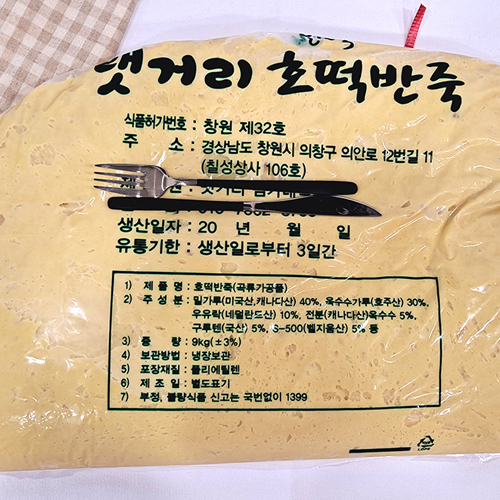 햇거리 호떡반죽
식품허가번호 : 창원 제32호
주 소 : 경상남도 창원시 의창구 의안로 12번길 11
(칠성상사 106호)
생산일자 : 20 년 월 일
유통기한 : 생산일로부터 3일간
1) 제 품 명 : 호떡반죽(곡류가공품)
2) 주 성 분 : 밀가루(미국산,캐나다산) 40%, 옥수수가루(호주산) 30%,
우유락(네덜란드산) 10%, 전분(캐나다산)옥수수 5%,
구루텐(국산) 5%, S-500(벨지움산) 5% 등
3) 중 량 : 9kg(±3%)
4) 보관방법 : 냉장보관
5) 포장재질 : 폴리에틸렌
6) 제 조 일 : 별도표기
7) 부정, 불량식품 신고는 국번없이 1399